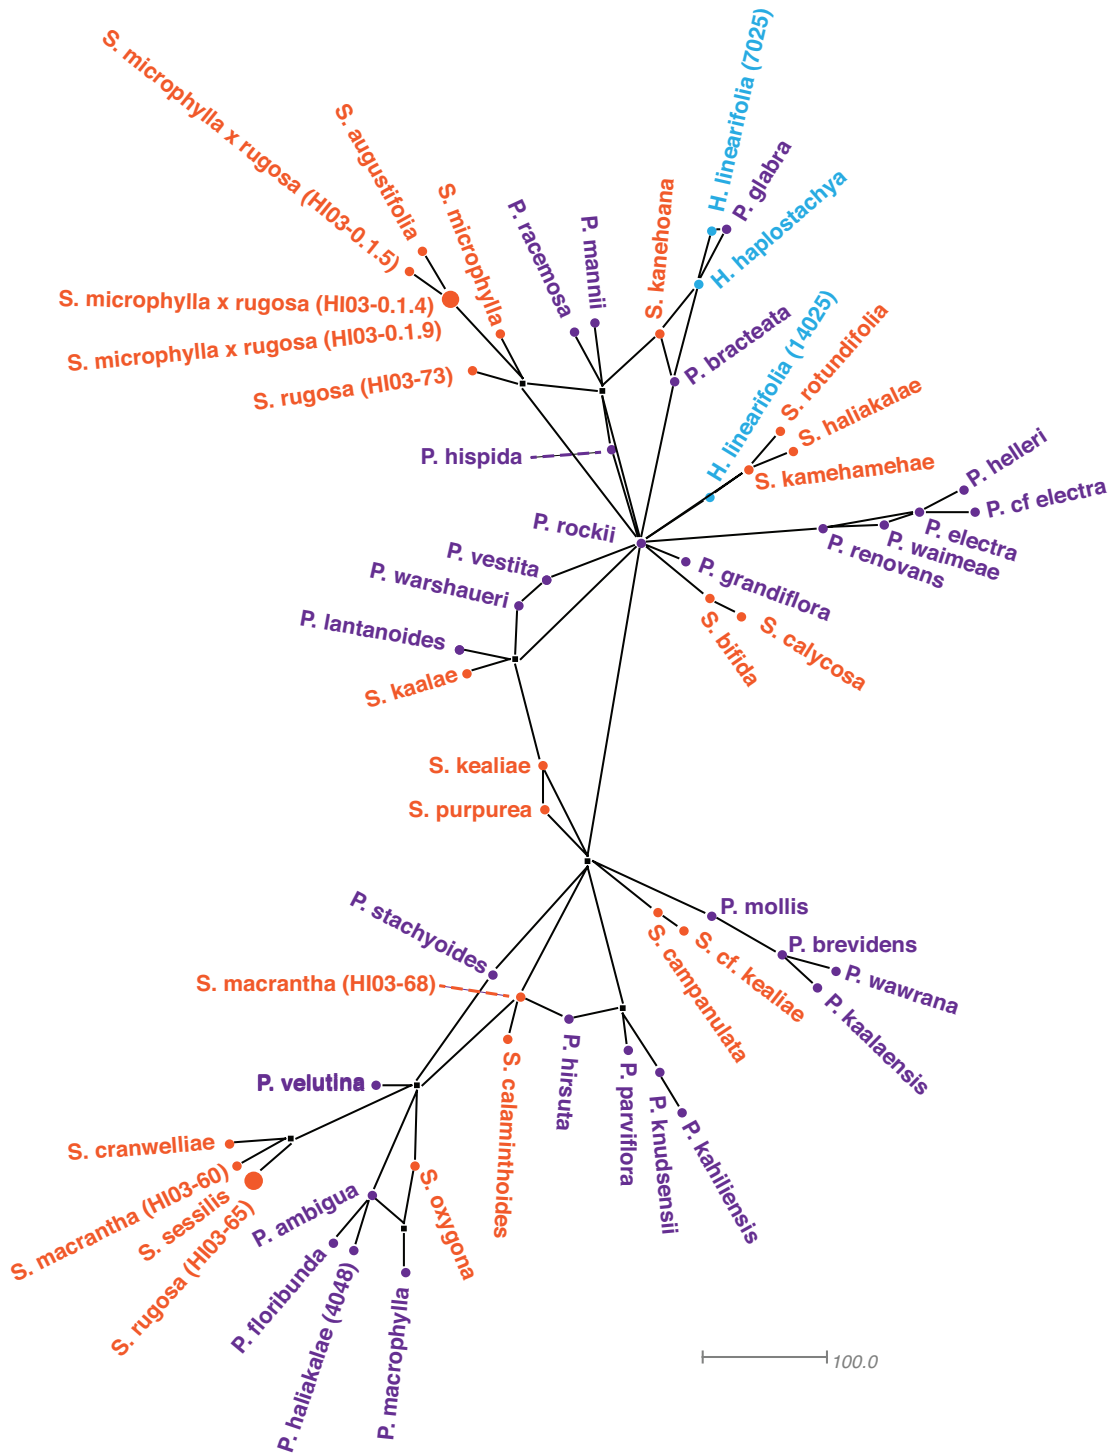 S. microphylla x rugosa (HI03-0.1.5)
S. augustifolia
S. microphylla
P. racemosa
P. mannii
S. kanehoana
H. linearifolia (7025)
P. glabra
H. haplostachya
S. microphylla x rugosa (HI03-0.1.4)
S. microphylla x rugosa (HI03-0.1.9)
S. rugosa (HI03-73)
P. bracteata
H. linearifolia (14025)
S. rotundifolia
S. haliakalae
S. kamehamehae
P. hispida
P. helleri
P. cf electra
P. electra
P. waimeae
P. renovans
P. rockii
P. vestita
P. warshaueri
P. grandiflora
P. lantanoides
S. kaalae
S. bifida
S. calycosa
S. kealiae
S. purpurea
P. stachyoides
P. mollis
P. brevidens
P. wawrana
P. kaalaensis
S. cf. kealiae
S. campanulata
S. macrantha (HI03-68)
S. calaminthoides
P. hirsuta
P. parviflora
P. knudsensii
P. kahiliensis
P. velutina
S. cranwelliae
S. macrantha (HI03-60)
S. sessilis
S. rugosa (HI03-65)
P. ambigua
S. oxygona
P. floribunda
P. haliakalae (4048)
P. macrophylla
100.0